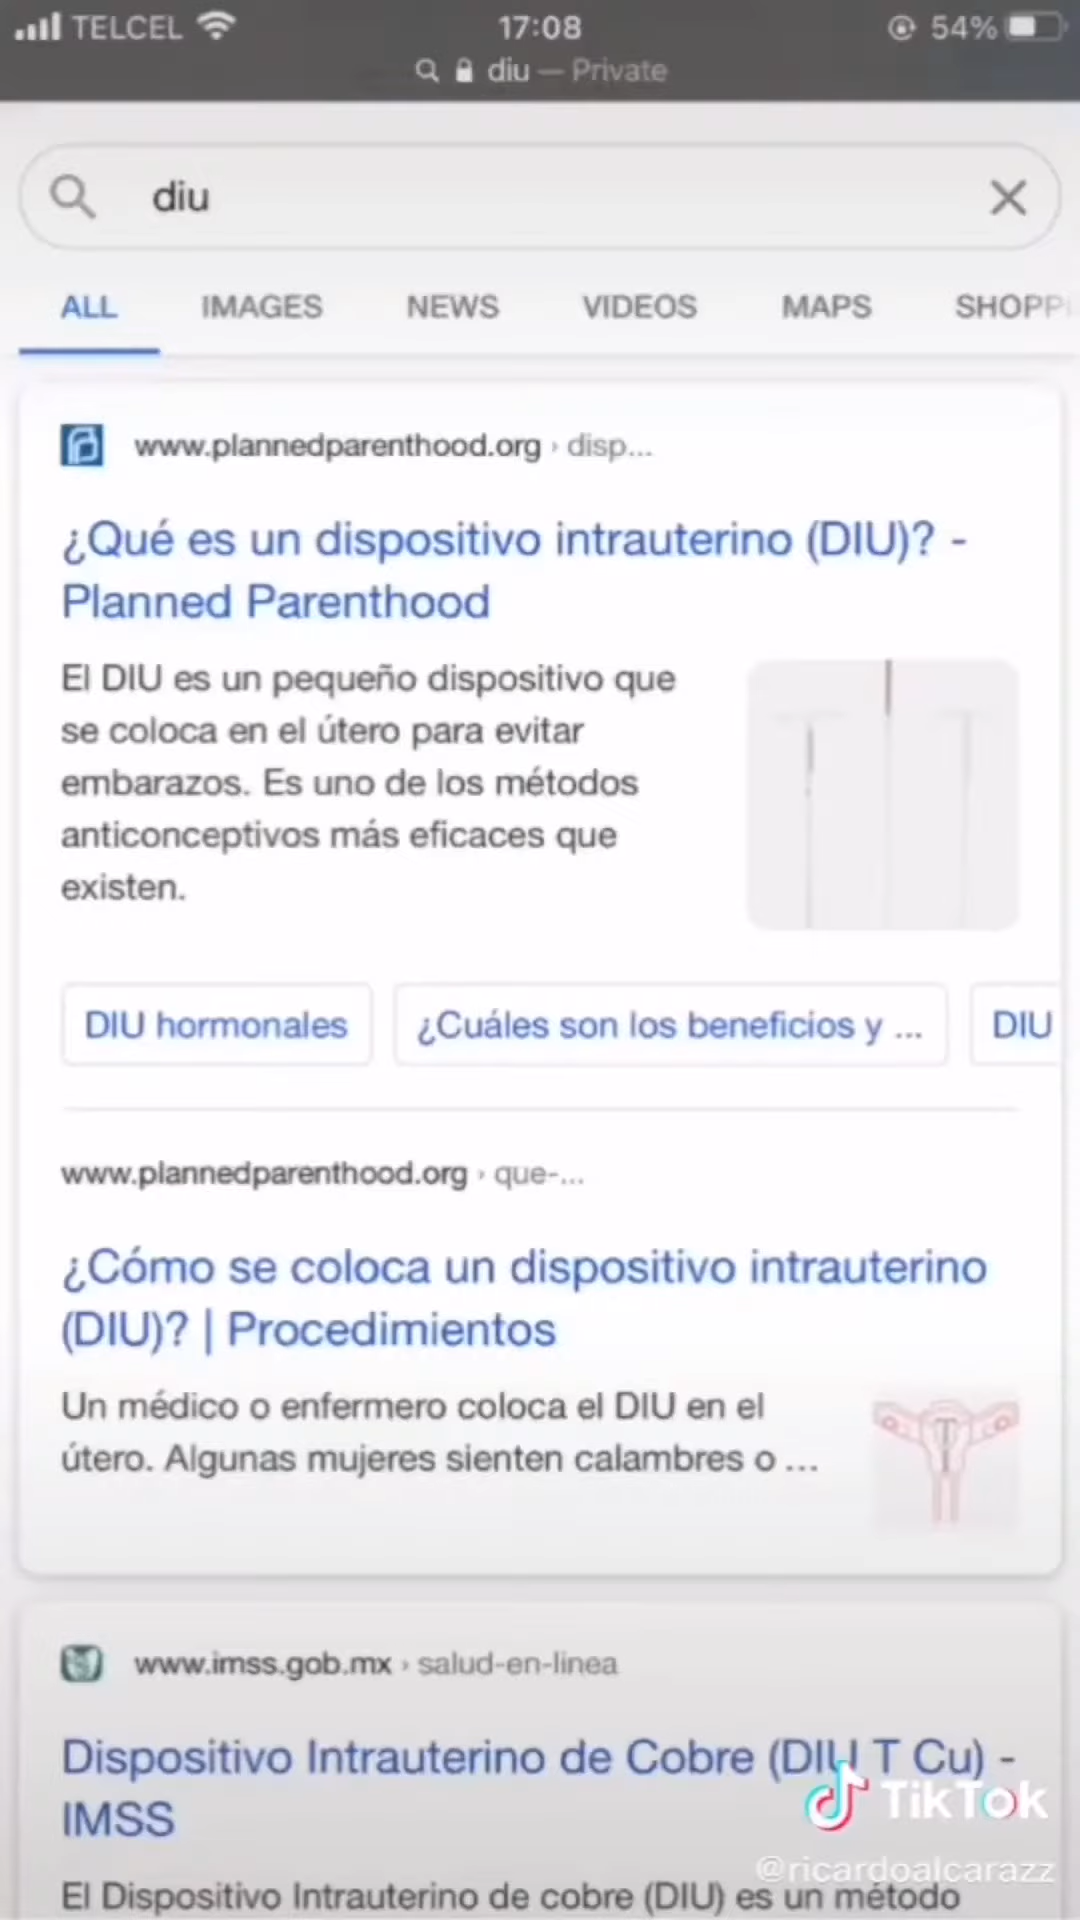 TELCEL 17:08 54%
diu — Private
diu
ALL IMAGES NEWS VIDEOS MAPS SHOPPI
www.plannedparenthood.org › disp...
¿Qué es un dispositivo intrauterino (DIU)? -
Planned Parenthood
El DIU es un pequeño dispositivo que
se coloca en el útero para evitar
embarazos. Es uno de los métodos
anticonceptivos más eficaces que
existen.
DIU hormonales ¿Cuáles son los beneficios y ... DIU
www.plannedparenthood.org › que-...
¿Cómo se coloca un dispositivo intrauterino
(DIU)? | Procedimientos
Un médico o enfermero coloca el DIU en el
útero. Algunas mujeres sienten calambres o ...
www.imss.gob.mx › salud-en-linea
Dispositivo Intrauterino de Cobre (DIU T Cu) -
IMSS
TikTok
@ricardoalcarazz
El Dispositivo Intrauterino de cobre (DIU) es un método